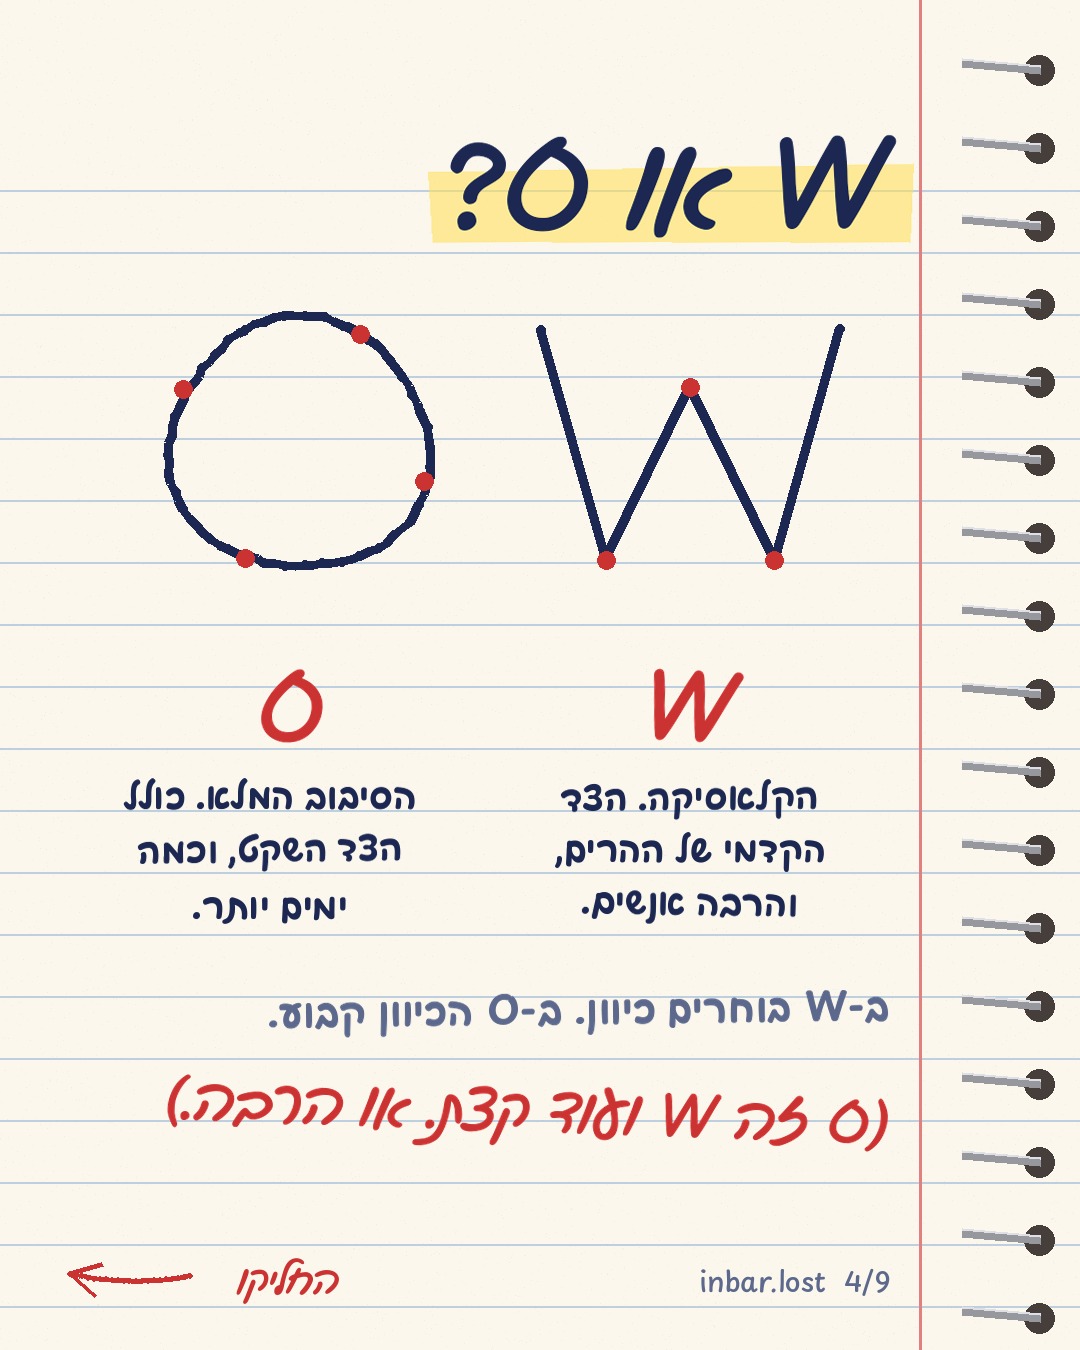 W או O?
W
הקלאסיקה. הצד
הקדמי של ההרים,
והרבה אנשים.
O
הסיבוב המלא. כולל
הצד השקט, וכמה
ימים יותר.
ב-W בוחרים כיוון. ב-O הכיוון קבוע.
(O זה W ועוד קצת. או הרבה.)
inbar.lost 4/9
החליקו